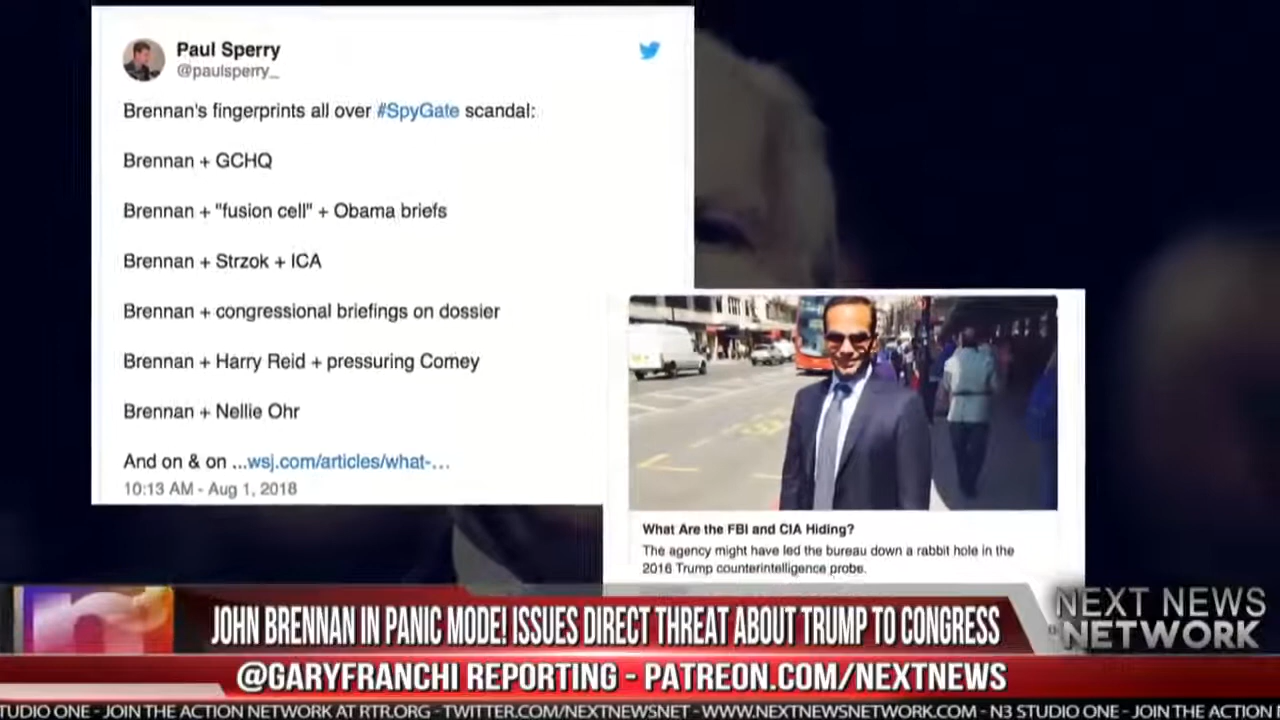 Paul Sperry
@paulsperry_
Brennan's fingerprints all over #SpyGate scandal:
Brennan + GCHQ
Brennan + "fusion cell" + Obama briefs
Brennan + Strzok + ICA
Brennan + congressional briefings on dossier
Brennan + Harry Reid + pressuring Comey
Brennan + Nellie Ohr
And on & on ...wsj.com/articles/what-...
10:13 AM - Aug 1, 2018
What Are the FBI and CIA Hiding?
The agency might have led the bureau down a rabbit hole in the
2016 Trump counterintelligence probe.
n
JOHN BRENNAN IN PANIC MODE! ISSUES DIRECT THREAT ABOUT TRUMP TO CONGRESS
NEXT NEWS
NETWORK
@GARYFRANCHI REPORTING - PATREON.COM/NEXTNEWS
TUDIO ONE - JOIN THE ACTION NETWORK AT RTR.ORG - TWITTER.COM/NEXTNEWSNET - WWW.NEXTNEWSNETWORK.COM - N3 STUDIO ONE - JOIN THE ACTION